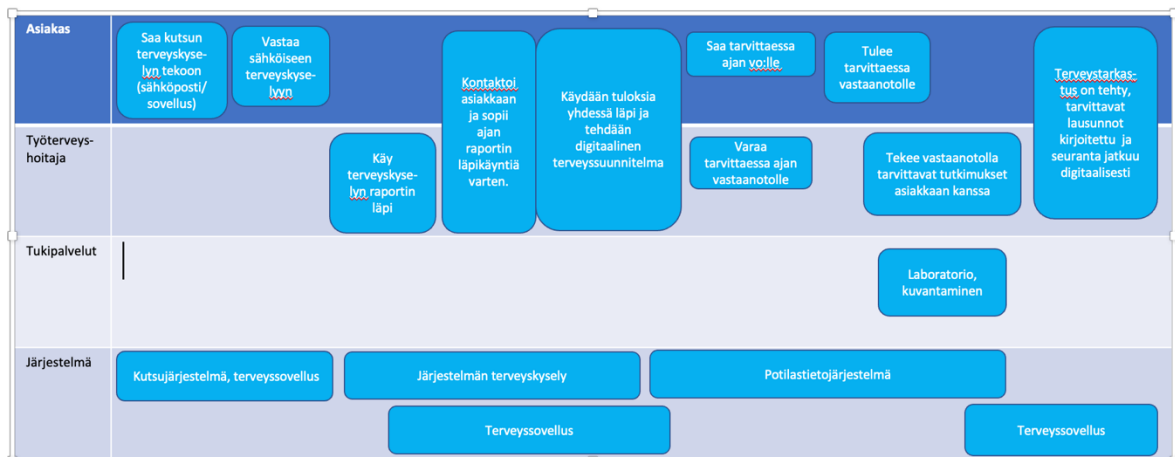 Asiakas
Saa kutsun
terveyskyse-
lyn tekoon
(sähköposti/
sovellus)
Vastaa
sähköiseen
terveyskyse-
lyyn
Kontaktoi
asiakkaan
ja sopii
ajan
raportin
läpikäyntiä
varten.
Käydään tuloksia
yhdessä läpi ja
tehdään
digitaalinen
terveyssuunnitelma
Saa tarvittaessa
ajan vo:lle
Tulee
tarvittaessa
vastaanotolle
Terveystarkas-
tus on tehty,
tarvittavat
lausunnot
kirjoitettu ja
seuranta jatkuu
digitaalisesti
Työterveys-
hoitaja
Käy
terveyskyse-
lyn raportin
läpi
Varaa
tarvittaessa ajan
vastaanotolle
Tekee vastaanotolla
tarvittavat tutkimukset
asiakkaan kanssa
Tukipalvelut
Laboratorio,
kuvantaminen
Järjestelmä
Kutsujärjestelmä, terveyssovellus
Järjestelmän terveyskysely
Potilastietojärjestelmä
Terveyssovellus
Terveyssovellus